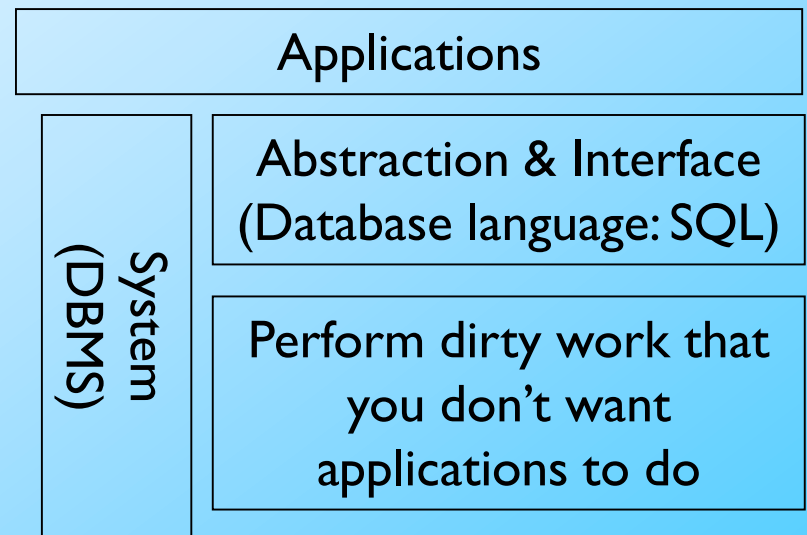 Applications
System
(DBMS)
Abstraction & Interface
(Database language: SQL)
Perform dirty work that
you don’t want
applications to do